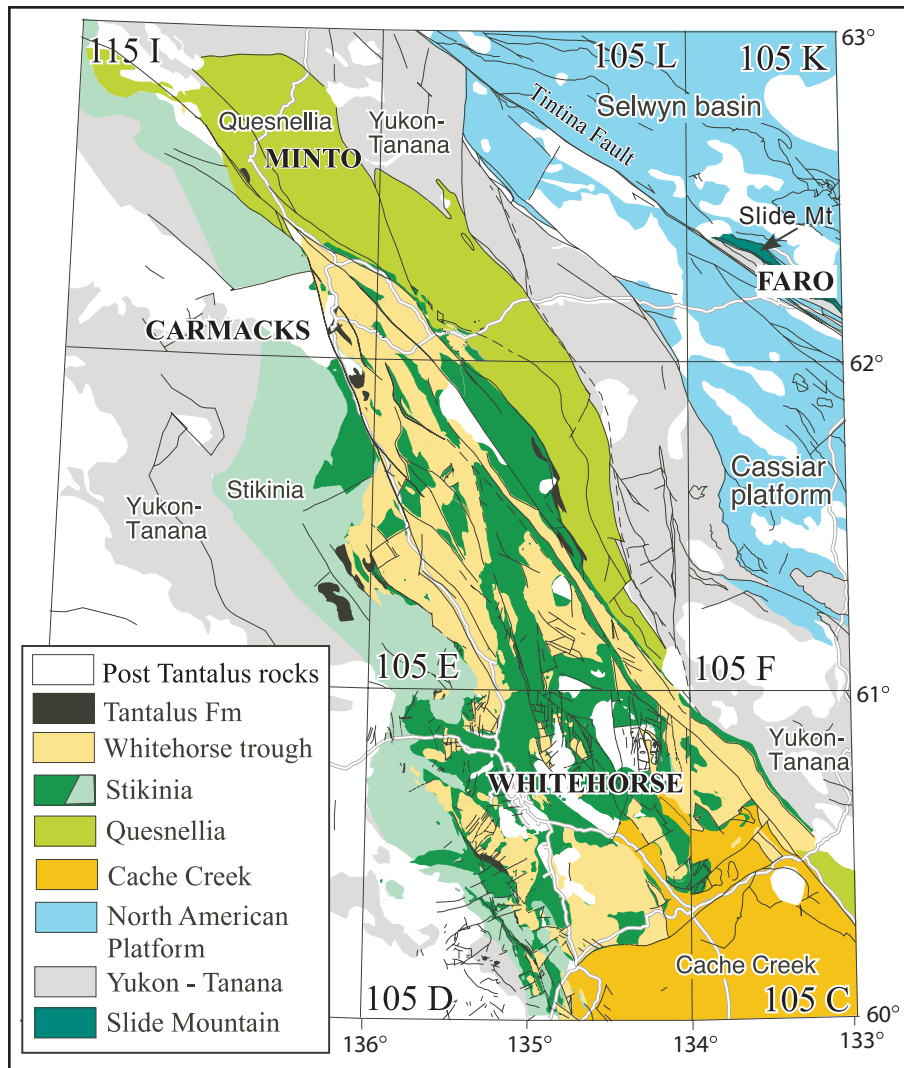 115 I
105 L
105 K
63°
Selwyn basin
Tintina Fault
Quesnellia
Yukon-
Tanana
MINTO
Slide Mt
FARO
CARMACKS
62°
Cassiar
platform
Stikinia
Yukon-
Tanana
105 E
105 F
61°
Yukon-
Tanana
WHITEHORSE
Cache Creek
105 D
105 C
60°
136°
135°
134°
133°
Post Tantalus rocks
Tantalus Fm
Whitehorse trough
Stikinia
Quesnellia
Cache Creek
North American
Platform
Yukon - Tanana
Slide Mountain